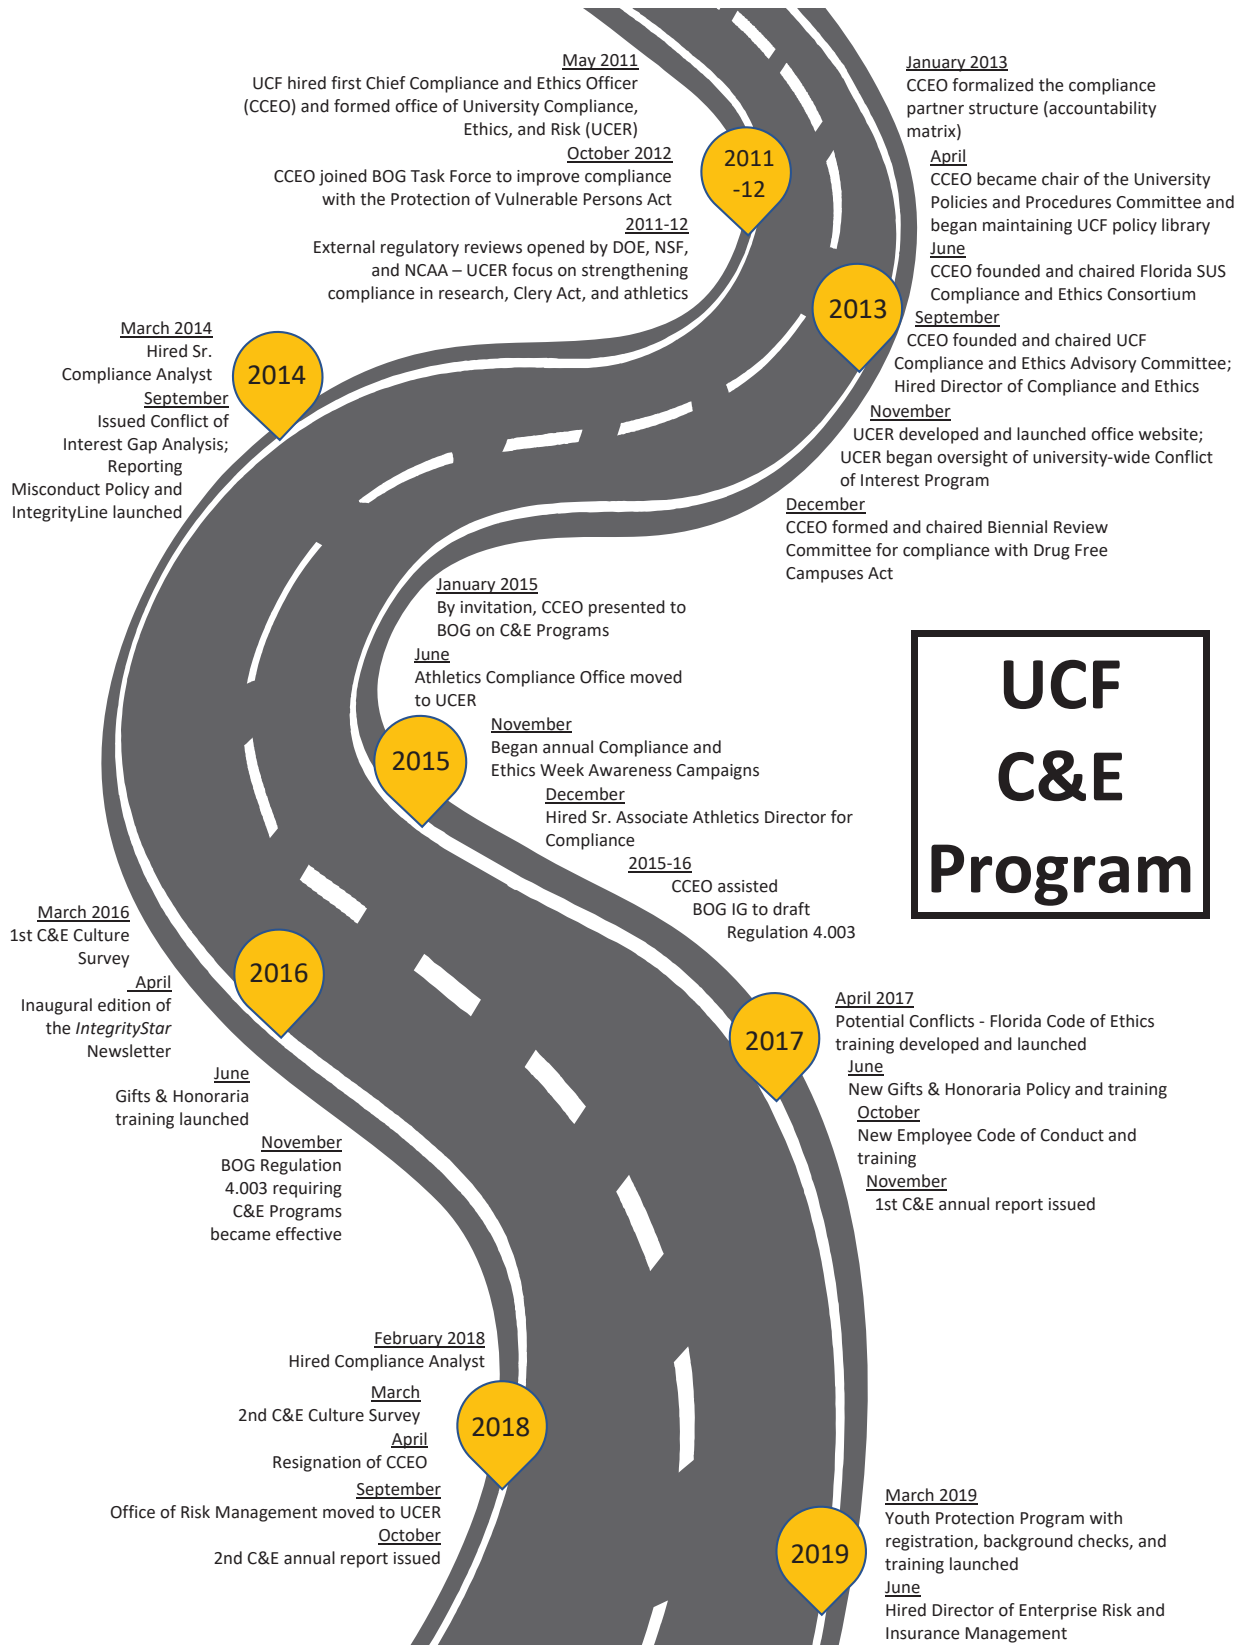 May 2011
UCF hired first Chief Compliance and Ethics Officer
(CCEO) and formed office of University Compliance,
Ethics, and Risk (UCER)
October 2012
CCEO joined BOG Task Force to improve compliance
with the Protection of Vulnerable Persons Act
2011-12
External regulatory reviews opened by DOE, NSF,
and NCAA – UCER focus on strengthening
compliance in research, Clery Act, and athletics
2011
-12
January 2013
CCEO formalized the compliance
partner structure (accountability
matrix)
April
CCEO became chair of the University
Policies and Procedures Committee and
began maintaining UCF policy library
June
CCEO founded and chaired Florida SUS
Compliance and Ethics Consortium
September
CCEO founded and chaired UCF
Compliance and Ethics Advisory Committee;
Hired Director of Compliance and Ethics
November
UCER developed and launched office website;
UCER began oversight of university-wide Conflict
of Interest Program
December
CCEO formed and chaired Biennial Review
Committee for compliance with Drug Free
Campuses Act
2013
March 2014
Hired Sr.
Compliance Analyst
September
Issued Conflict of
Interest Gap Analysis;
Reporting
Misconduct Policy and
IntegrityLine launched
2014
January 2015
By invitation, CCEO presented to
BOG on C&E Programs
June
Athletics Compliance Office moved
to UCER
November
Began annual Compliance and
Ethics Week Awareness Campaigns
December
Hired Sr. Associate Athletics Director for
Compliance
2015-16
CCEO assisted
BOG IG to draft
Regulation 4.003
2015
UCF
C&E
Program
March 2016
1st C&E Culture
Survey
April
Inaugural edition of
the IntegrityStar
Newsletter
June
Gifts & Honoraria
training launched
November
BOG Regulation
4.003 requiring
C&E Programs
became effective
2016
2017
April 2017
Potential Conflicts - Florida Code of Ethics
training developed and launched
June
New Gifts & Honoraria Policy and training
October
New Employee Code of Conduct and
training
November
1st C&E annual report issued
February 2018
Hired Compliance Analyst
March
2nd C&E Culture Survey
April
Resignation of CCEO
September
Office of Risk Management moved to UCER
October
2nd C&E annual report issued
2018
2019
March 2019
Youth Protection Program with
registration, background checks, and
training launched
June
Hired Director of Enterprise Risk and
Insurance Management